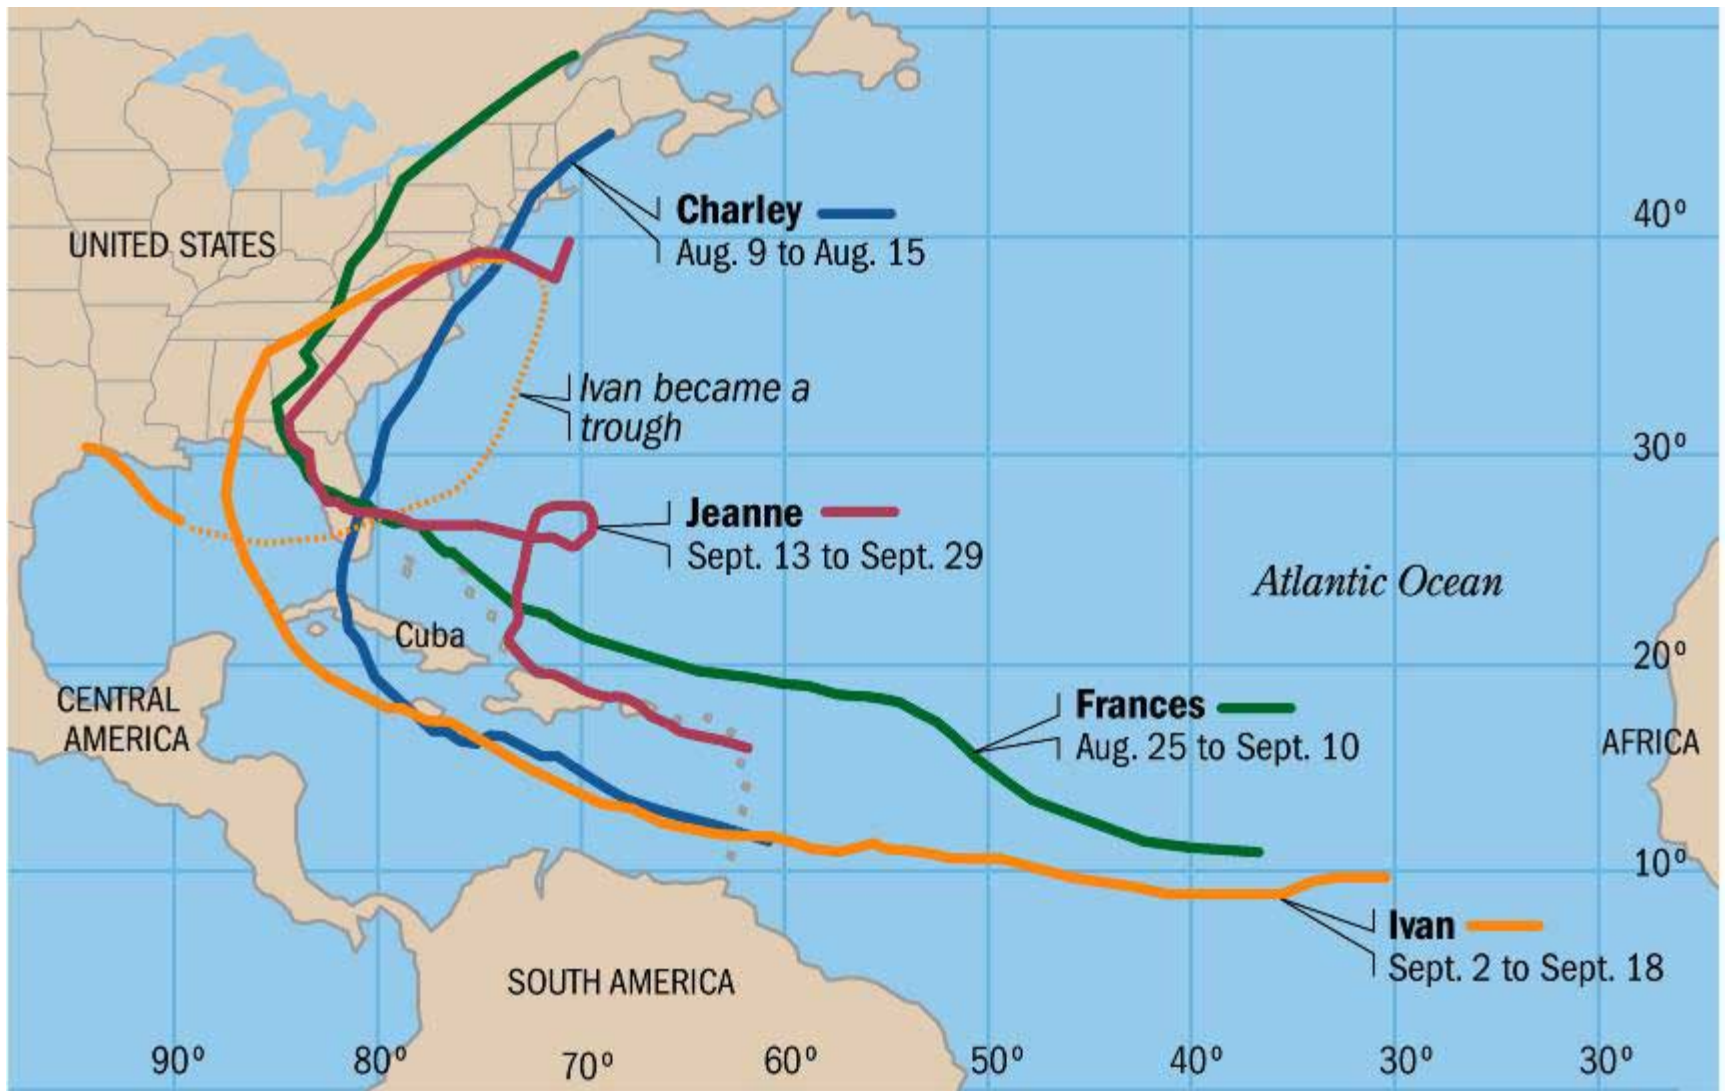 Charley
Aug. 9 to Aug. 15
40º
UNITED STATES
Ivan became a
trough
30º
Jeanne
Sept. 13 to Sept. 29
Atlantic Ocean
Cuba
20º
CENTRAL
AMERICA
Frances
Aug. 25 to Sept. 10
AFRICA
10º
Ivan
Sept. 2 to Sept. 18
SOUTH AMERICA
90º 80º 70º 60º 50º 40º 30º 30º